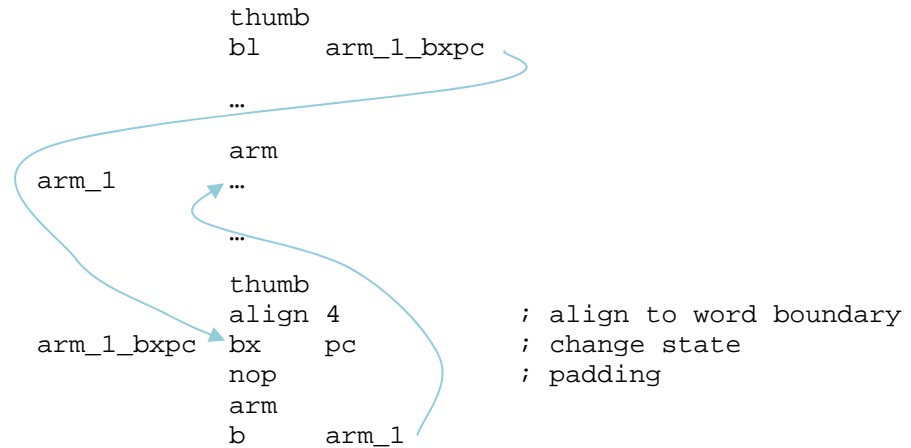 thumb
bl arm_1_bxpc
…
arm
arm_1 …
…
thumb
align 4 ; align to word boundary
arm_1_bxpc bx pc ; change state
nop ; padding
arm
b arm_1